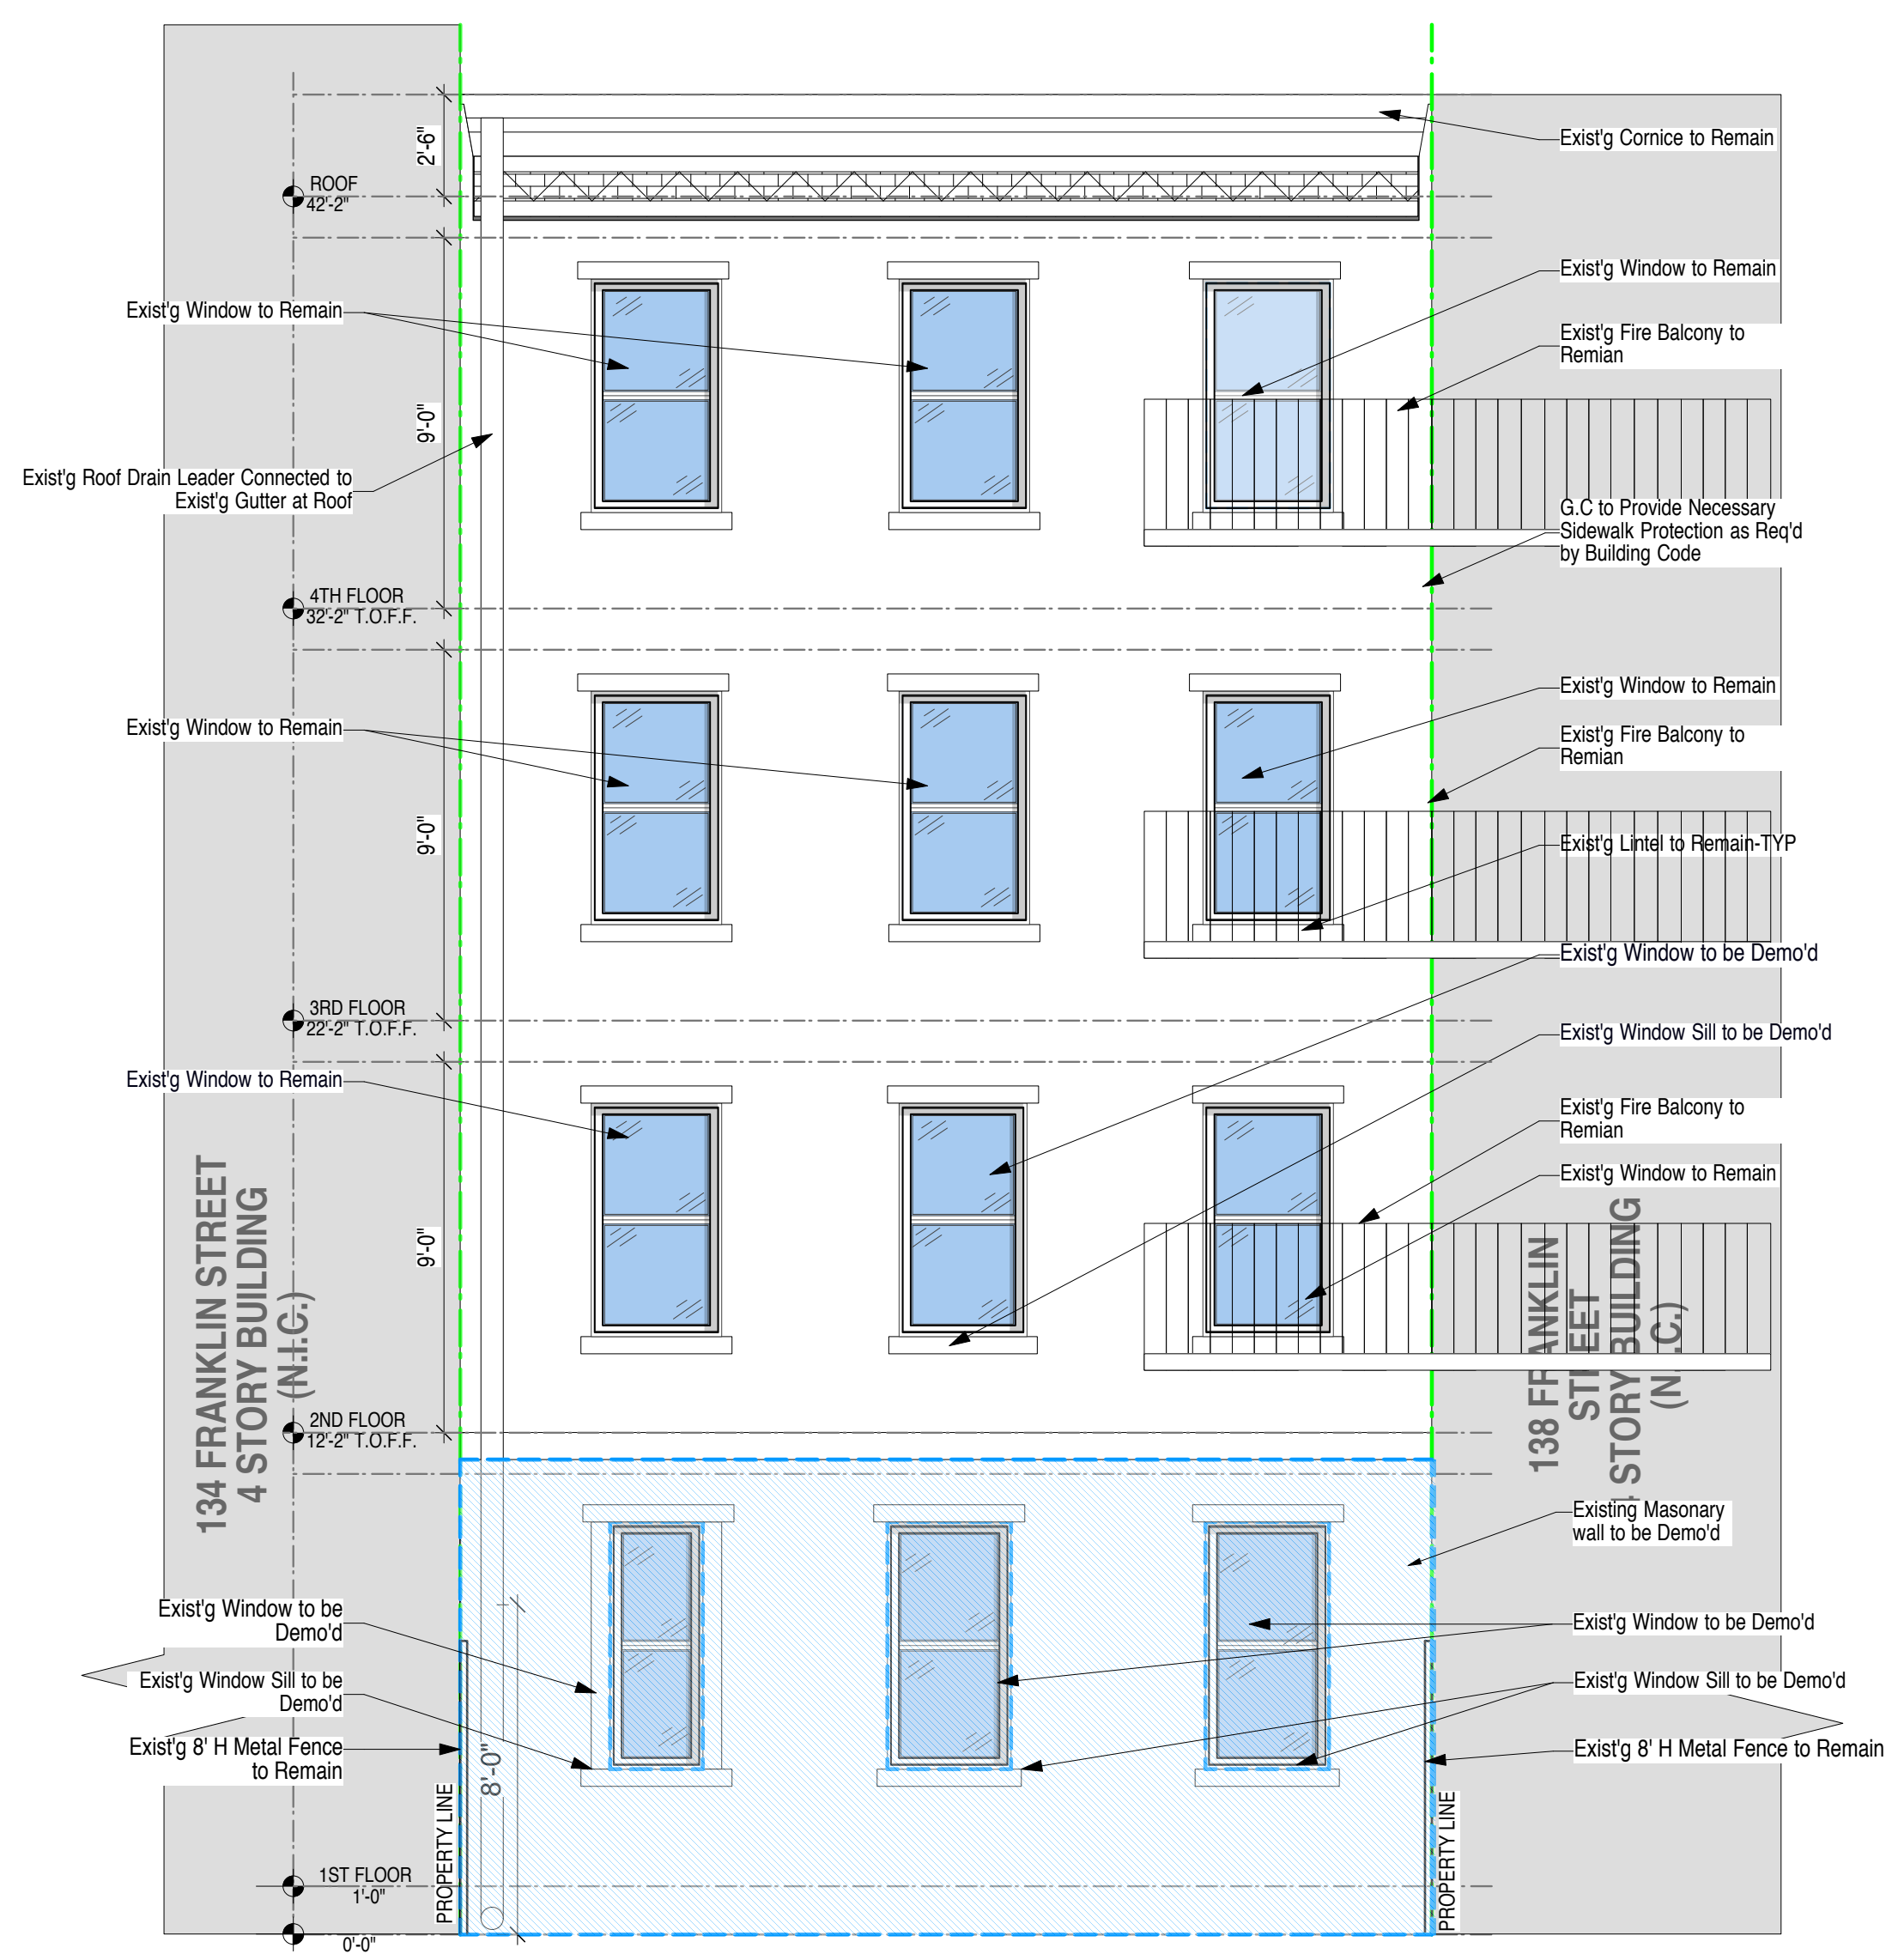 Exist'g Cornice to Remain
2'-6"
ROOF
42'-2"
Exist'g Window to Remain
Exist'g Window to Remain
Exist'g Fire Balcony to
Remian
9'-0"
Exist'g Roof Drain Leader Connected to
Exist'g Gutter at Roof
G.C to Provide Necessary
Sidewalk Protection as Req'd
by Building Code
4TH FLOOR
32'-2" T.O.F.F.
Exist'g Window to Remain
Exist'g Window to Remain
Exist'g Fire Balcony to
Remian
9'-0"
Exist'g Lintel to Remain-TYP
Exist'g Window to be Demo'd
3RD FLOOR
22'-2" T.O.F.F.
Exist'g Window Sill to be Demo'd
Exist'g Window to Remain
Exist'g Fire Balcony to
Remian
Exist'g Window to Remain
9'-0"
134 FRANKLIN STREET
4 STORY BUILDING
(N.I.C.)
138 FRANKLIN
STREET
STORY BUILDING
(N.I.C.)
2ND FLOOR
12'-2" T.O.F.F.
Existing Masonary
wall to be Demo'd
Exist'g Window to be
Demo'd
Exist'g Window to be Demo'd
Exist'g Window Sill to be
Demo'd
Exist'g Window Sill to be Demo'd
Exist'g 8' H Metal Fence
to Remain
Exist'g 8' H Metal Fence to Remain
8'-0"
PROPERTY LINE
PROPERTY LINE
1ST FLOOR
1'-0"
0'-0"